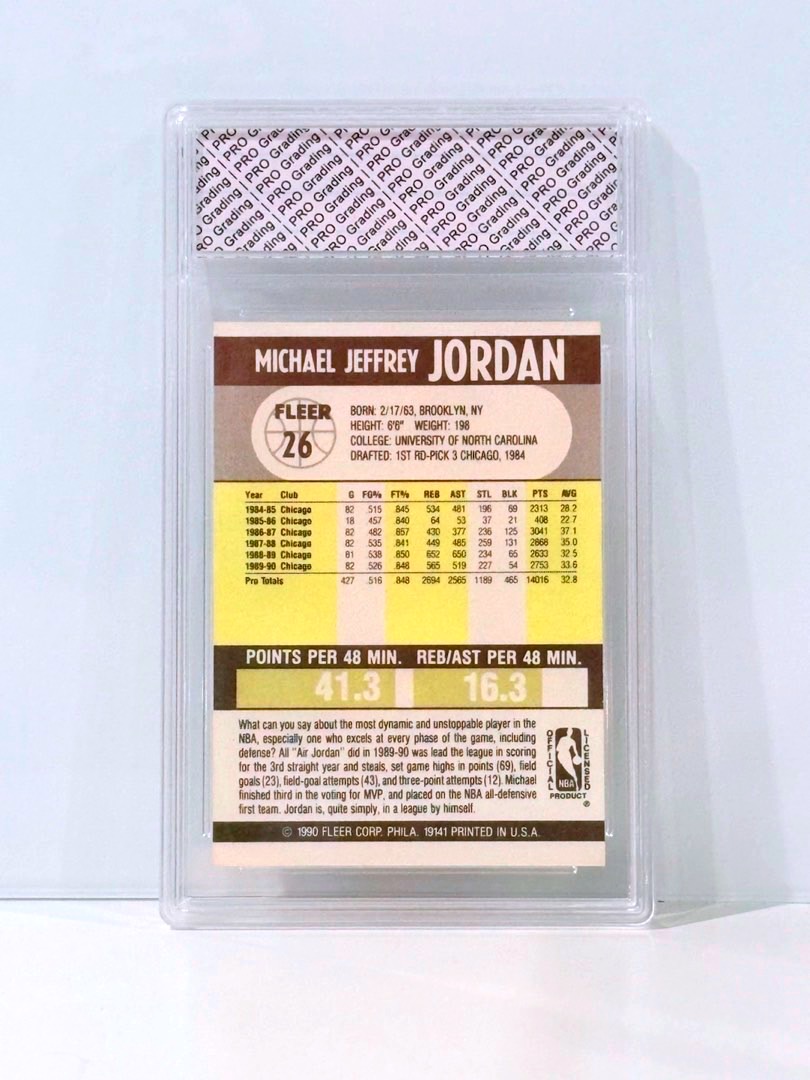 PRO Grading PRO Grading PRO Grading PRO Grading
MICHAEL JEFFREY JORDAN
FLEER
26
BORN: 2/17/63, BROOKLYN, NY
HEIGHT: 6'6" WEIGHT: 198
COLLEGE: UNIVERSITY OF NORTH CAROLINA
DRAFTED: 1ST RD-PICK 3 CHICAGO, 1984
Year Club G FG% FT% REB AST STL BLK PTS AVG
1984-85 Chicago 82 .515 .845 534 481 196 69 2313 28.2
1985-86 Chicago 18 .457 .840 64 53 37 21 408 22.7
1986-87 Chicago 82 .482 .857 430 377 236 125 3041 37.1
1987-88 Chicago 82 .535 .841 449 485 259 131 2868 35.0
1988-89 Chicago 81 .538 .850 652 650 234 65 2633 32.5
1989-90 Chicago 82 .526 .848 565 519 227 54 2753 33.6
Pro Totals 427 .516 .848 2694 2565 1189 465 14016 32.8
POINTS PER 48 MIN. REB/AST PER 48 MIN.
41.3 16.3
What can you say about the most dynamic and unstoppable player in the
NBA, especially one who excels at every phase of the game, including
defense? All "Air Jordan" did in 1989-90 was lead the league in scoring
for the 3rd straight year and steals, set game highs in points (69), field
goals (23), field-goal attempts (43), and three-point attempts (12). Michael
finished third in the voting for MVP, and placed on the NBA all-defensive
first team. Jordan is, quite simply, in a league by himself.
OFFICIAL
LICENSED
NBA
PRODUCT ®
© 1990 FLEER CORP. PHILA. 19141 PRINTED IN U.S.A.